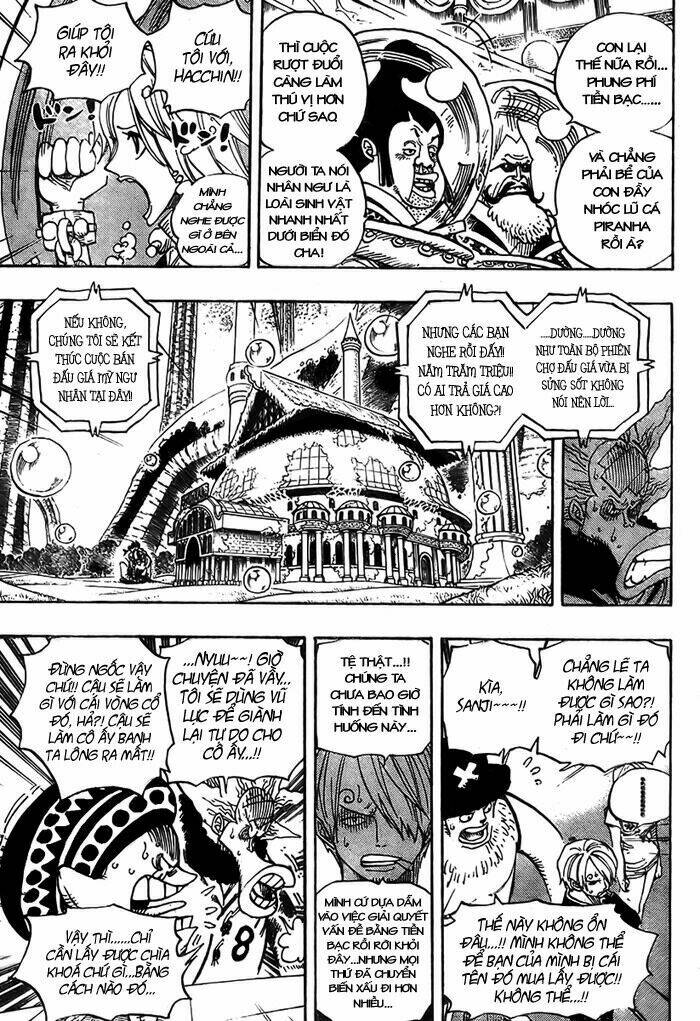 CON LẠI
THẾ NỮA RỒI...
PHUNG PHÍ
TIỀN BẠC......
VÀ CHẲNG
PHẢI BỂ CỦA
CON ĐẦY
NHÓC LŨ CÁ
PIRANHA
RỒI À?
THÌ CUỘC
RƯỢT ĐUỔI
CÀNG LÀM
THÚ VỊ HƠN
CHỨ SAO.
NGƯỜI TA NÓI
NHÂN NGƯ LÀ
LOÀI SINH VẬT
NHANH NHẤT
DƯỚI BIỂN ĐÓ
CHA!
CỨU
TÔI VỚI,
HACCHIN!!
GIÚP TÔI
RA KHỎI
ĐÂY!!
ドン!
ドン!
MÌNH
CHẲNG
NGHE ĐƯỢC
GÌ Ở BÊN
NGOÀI CẢ...
.....DƯỜNG.....DƯỜNG
NHƯ TOÀN BỘ PHIÊN
CHỢ ĐẤU GIÁ VỪA BỊ
SỬNG SỐT KHÔNG
NÓI NÊN LỜI...
NHƯNG CÁC BẠN
NGHE RỒI ĐẤY!!
NĂM TRĂM TRIỆU!!
CÓ AI TRẢ GIÁ CAO
HƠN KHÔNG?!
NẾU KHÔNG,
CHÚNG TÔI SẼ KẾT
THÚC CUỘC BÁN
ĐẤU GIÁ MỸ NGƯ
NHÂN TẠI ĐÂY!!
CHẲNG LẼ TA
KHÔNG LÀM
ĐƯỢC GÌ SAO?!
PHẢI LÀM GÌ ĐÓ
ĐI CHỨ~~!!
KÌA,
SANJI~~~!!
THẾ NÀY KHÔNG ỔN
ĐÂU...!! MÌNH KHÔNG THỂ
ĐỂ BẠN CỦA MÌNH BỊ CÁI
TÊN ĐÓ MUA LẤY ĐƯỢC!!
KHÔNG THỂ...!!
TỆ THẬT...!!
CHÚNG TA
CHƯA BAO GIỜ
TÍNH ĐẾN TÌNH
HUỐNG NÀY...
MÌNH CỨ DỰA DẪM
VÀO VIỆC GIẢI QUYẾT
VẤN ĐỀ BẰNG TIỀN
BẠC RỒI RỜI KHỎI
ĐÂY...NHƯNG MỌI
THỨ ĐÃ CHUYỂN
BIẾN XẤU ĐI HƠN
NHIỀU...
...NYUU~~! GIỜ
CHUYỆN ĐÃ VẦY...
TÔI SẼ DÙNG VŨ
LỰC ĐỂ GIÀNH
LẠI TỰ DO CHO
CÔ ẤY...!!
ĐỪNG NGỐC VẬY
CHỨ!! CẬU SẼ LÀM
GÌ VỚI CÁI VÒNG CỔ
ĐÓ, HẢ?! CẬU SẼ
LÀM CÔ ẤY BANH
TA LÔNG RA MẤT!!
8
VẬY THÌ......CHỈ
CẦN LẤY ĐƯỢC CHÌA
KHOÁ CHỨ GÌ...BẰNG
CÁCH NÀO ĐÓ...